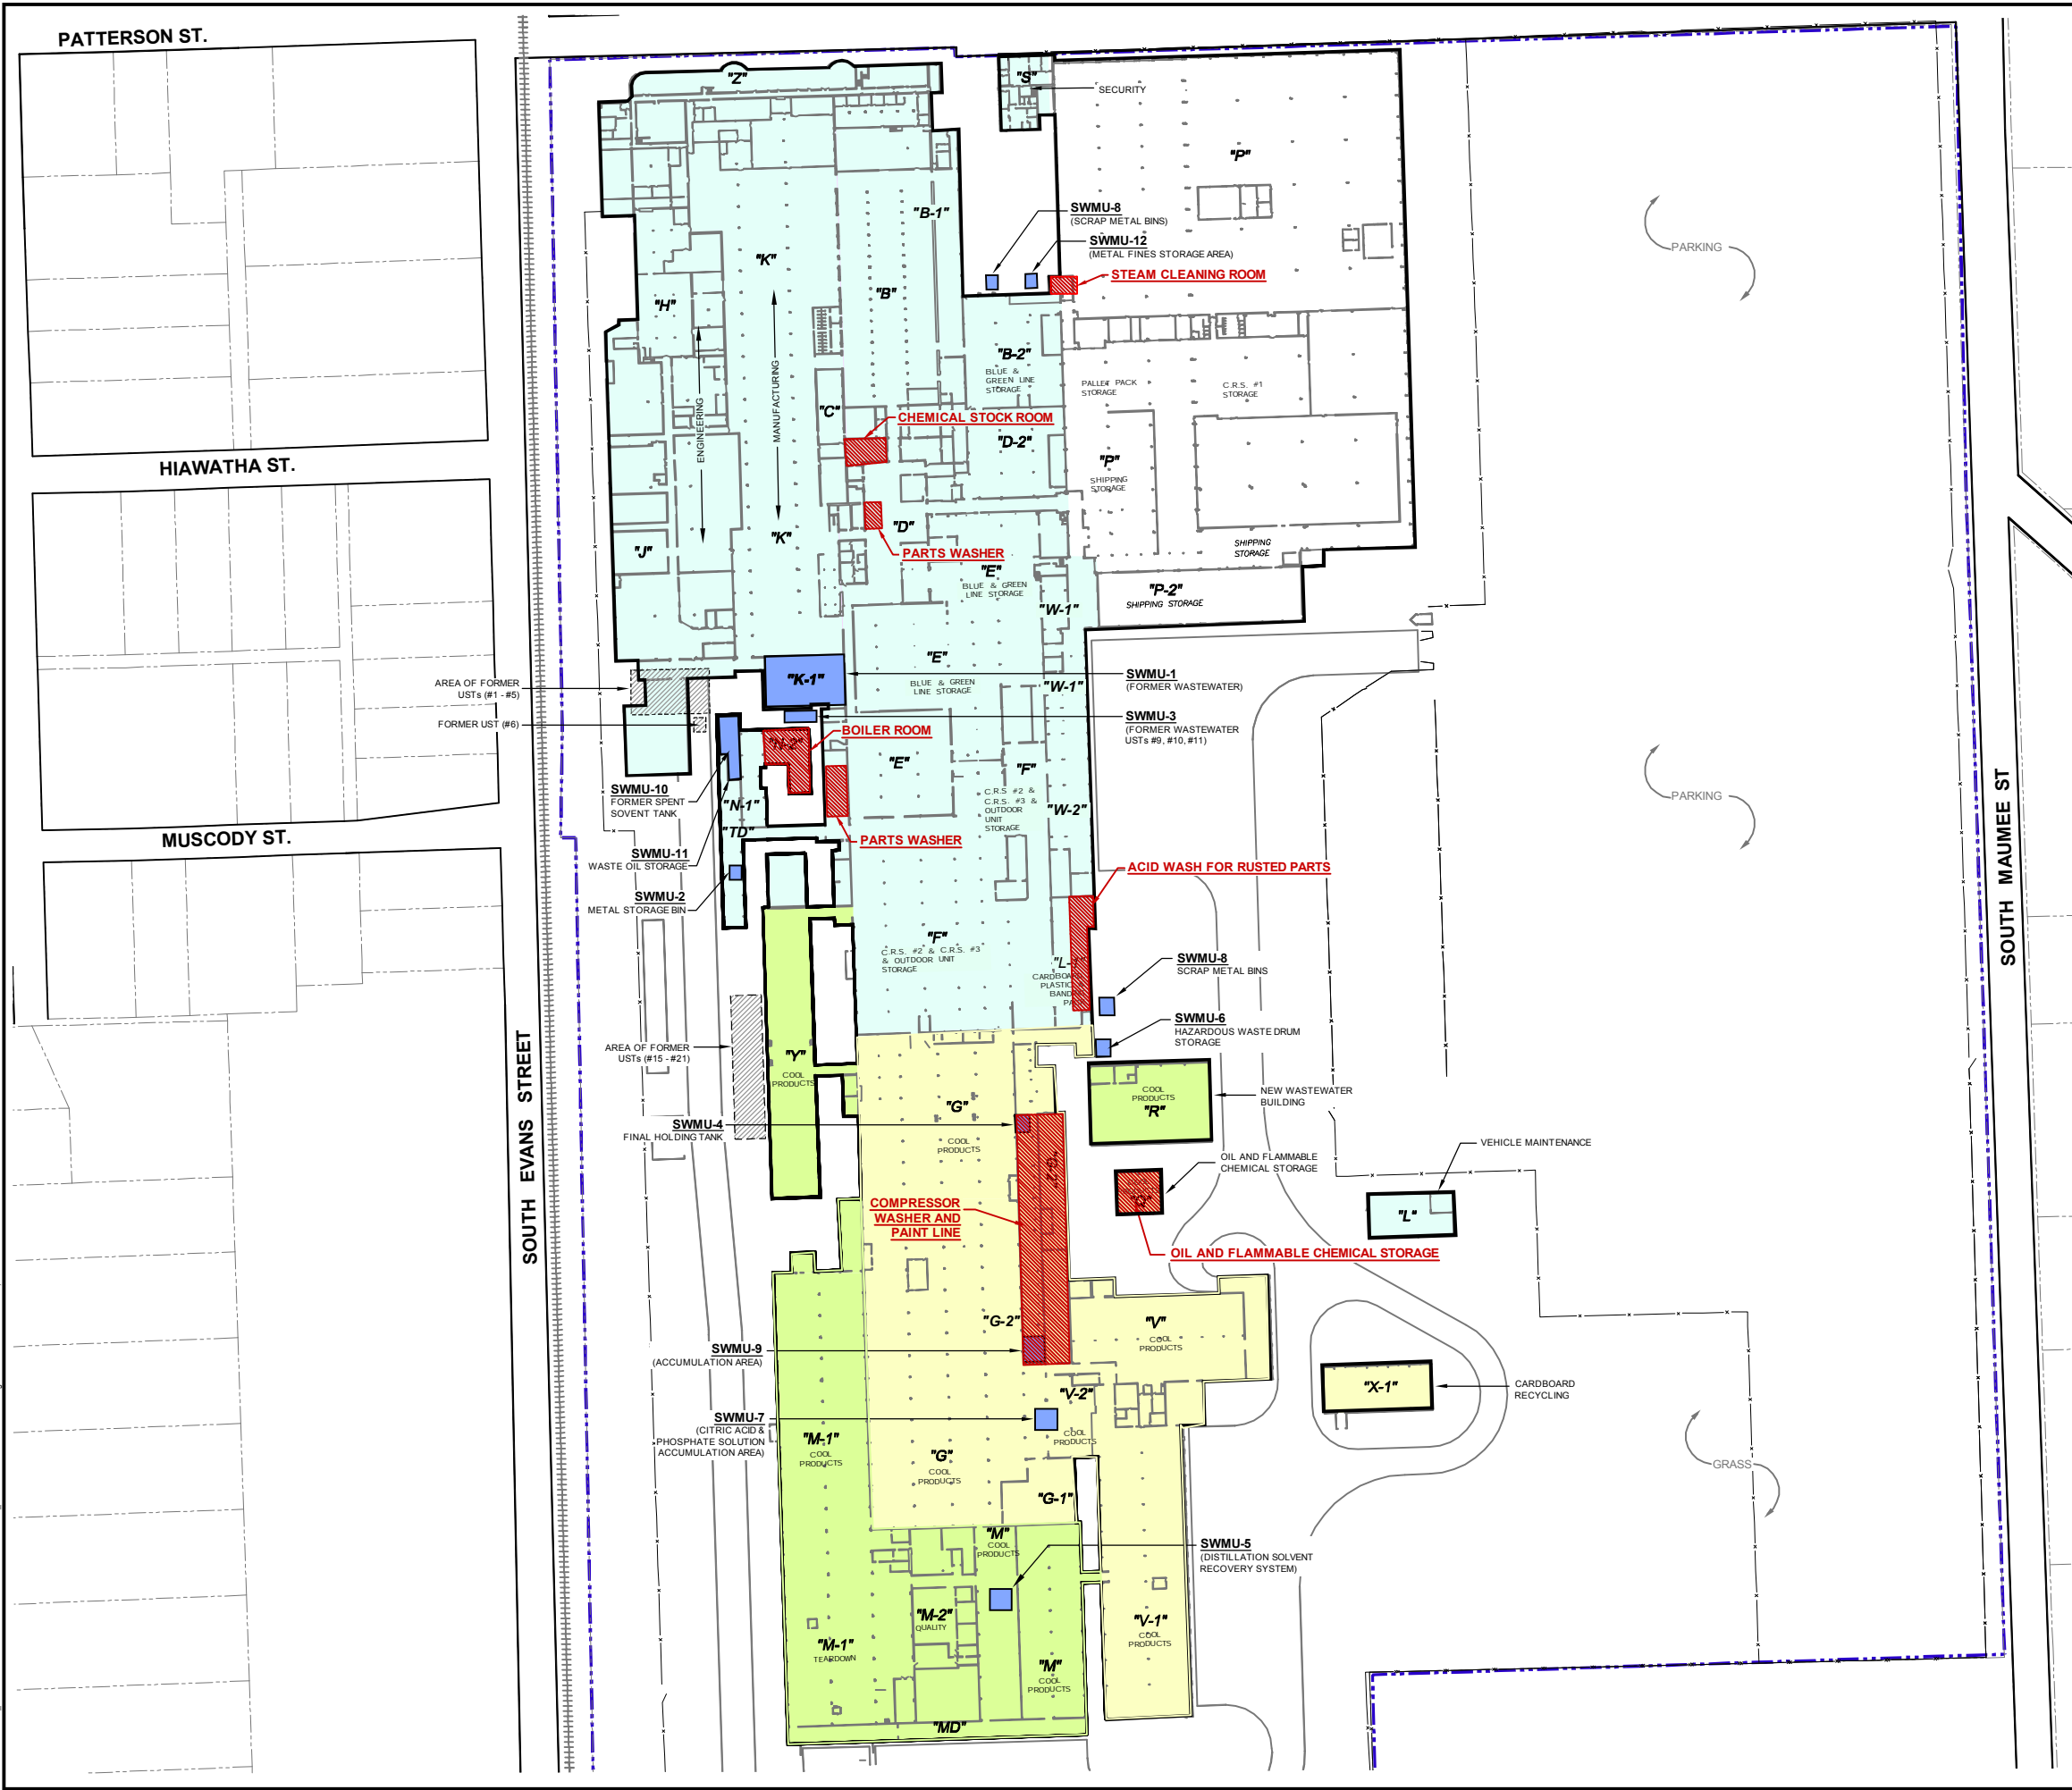 PATTERSON ST.
"Z"
"S"
SECURITY
"P"
"B-1"
SWMU-8
(SCRAP METAL BINS)
SWMU-12
(METAL FINES STORAGE AREA)
STEAM CLEANING ROOM
PARKING
"K"
"B"
"H"
ENGINEERING
MANUFACTURING
"B-2"
BLUE &
GREEN LINE
STORAGE
PALLET PACK
STORAGE
C.R.S. #1
STORAGE
"C"
CHEMICAL STOCK ROOM
"D-2"
"P"
SHIPPING
STORAGE
HIAWATHA ST.
"J"
"K"
"D"
PARTS WASHER
SHIPPING
STORAGE
"E"
BLUE & GREEN
LINE STORAGE
"P-2"
SHIPPING STORAGE
"W-1"
"E"
BLUE & GREEN
LINE STORAGE
"K-1"
"W-1"
SWMU-1
(FORMER WASTEWATER)
AREA OF FORMER
USTs (#1 - #5)
FORMER UST (#6)
SWMU-3
(FORMER WASTEWATER
USTs #9, #10, #11)
BOILER ROOM
"N-2"
"E"
"F"
C.R.S #2 &
C.R.S. #3 &
OUTDOOR
UNIT
STORAGE
"W-2"
PARKING
SOUTH MAUMEE ST
SWMU-10
FORMER SPENT
SOVENT TANK
"N-1"
"TD"
MUSCODY ST.
PARTS WASHER
SWMU-11
WASTE OIL STORAGE
ACID WASH FOR RUSTED PARTS
SWMU-2
METAL STORAGE BIN
"F"
C.R.S. #2 & C.R.S. #3
& OUTDOOR UNIT
STORAGE
CARDBOARD
SWMU-8
SCRAP METAL BINS
SWMU-6
HAZARDOUS WASTE DRUM
STORAGE
SOUTH EVANS STREET
AREA OF FORMER
USTs (#15 - #21)
"Y"
COOL
PRODUCTS
"G"
COOL
PRODUCTS
COOL
PRODUCTS
"R"
NEW WASTEWATER
BUILDING
SWMU-4
FINAL HOLDING TANK
VEHICLE MAINTENANCE
"G-2"
OIL AND FLAMMABLE
CHEMICAL STORAGE
"Q"
"L"
COMPRESSOR
WASHER AND
PAINT LINE
OIL AND FLAMMABLE CHEMICAL STORAGE
"G-2"
"V"
COOL
PRODUCTS
SWMU-9
(ACCUMULATION AREA)
"X-1"
CARDBOARD
RECYCLING
"V-2"
COOL
PRODUCTS
SWMU-7
(CITRIC ACID &
PHOSPHATE SOLUTION
ACCUMULATION AREA)
"M-1"
COOL
PRODUCTS
"G"
COOL
PRODUCTS
GRASS
"G-1"
"M"
COOL
PRODUCTS
SWMU-5
(DISTILLATION SOLVENT
RECOVERY SYSTEM)
"M-2"
QUALITY
"V-1"
COOL
PRODUCTS
"M-1"
TEARDOWN
"M"
COOL
PRODUCTS
"MD"